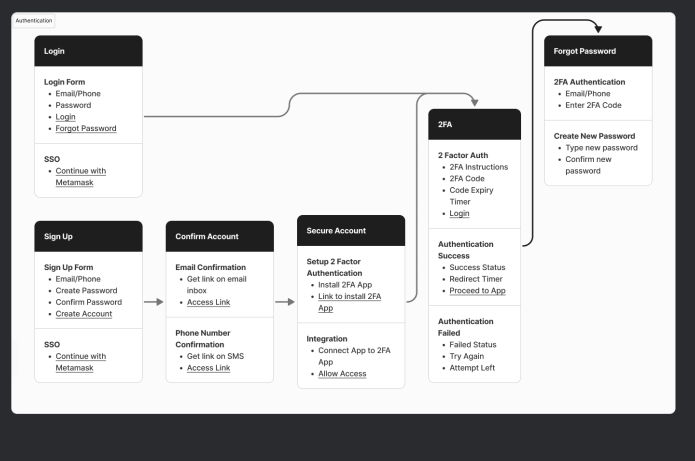 Authentication
Login
Login Form
• Email/Phone
• Password
• Login
• Forgot Password
SSO
• Continue with
Metamask
Sign Up
Sign Up Form
• Email/Phone
• Create Password
• Confirm Password
• Create Account
SSO
• Continue with
Metamask
Confirm Account
Email Confirmation
• Get link on email
inbox
• Access Link
Phone Number
Confirmation
• Get link on SMS
• Access Link
Secure Account
Setup 2 Factor
Authentication
• Install 2FA App
• Link to install 2FA
App
Integration
• Connect App to 2FA
App
• Allow Access
2FA
2 Factor Auth
• 2FA Instructions
• 2FA Code
• Code Expiry
Timer
• Login
Authentication
Success
• Success Status
• Redirect Timer
• Proceed to App
Authentication
Failed
• Failed Status
• Try Again
• Attempt Left
Forgot Password
2FA Authentication
• Email/Phone
• Enter 2FA Code
Create New Password
• Type new password
• Confirm new
password